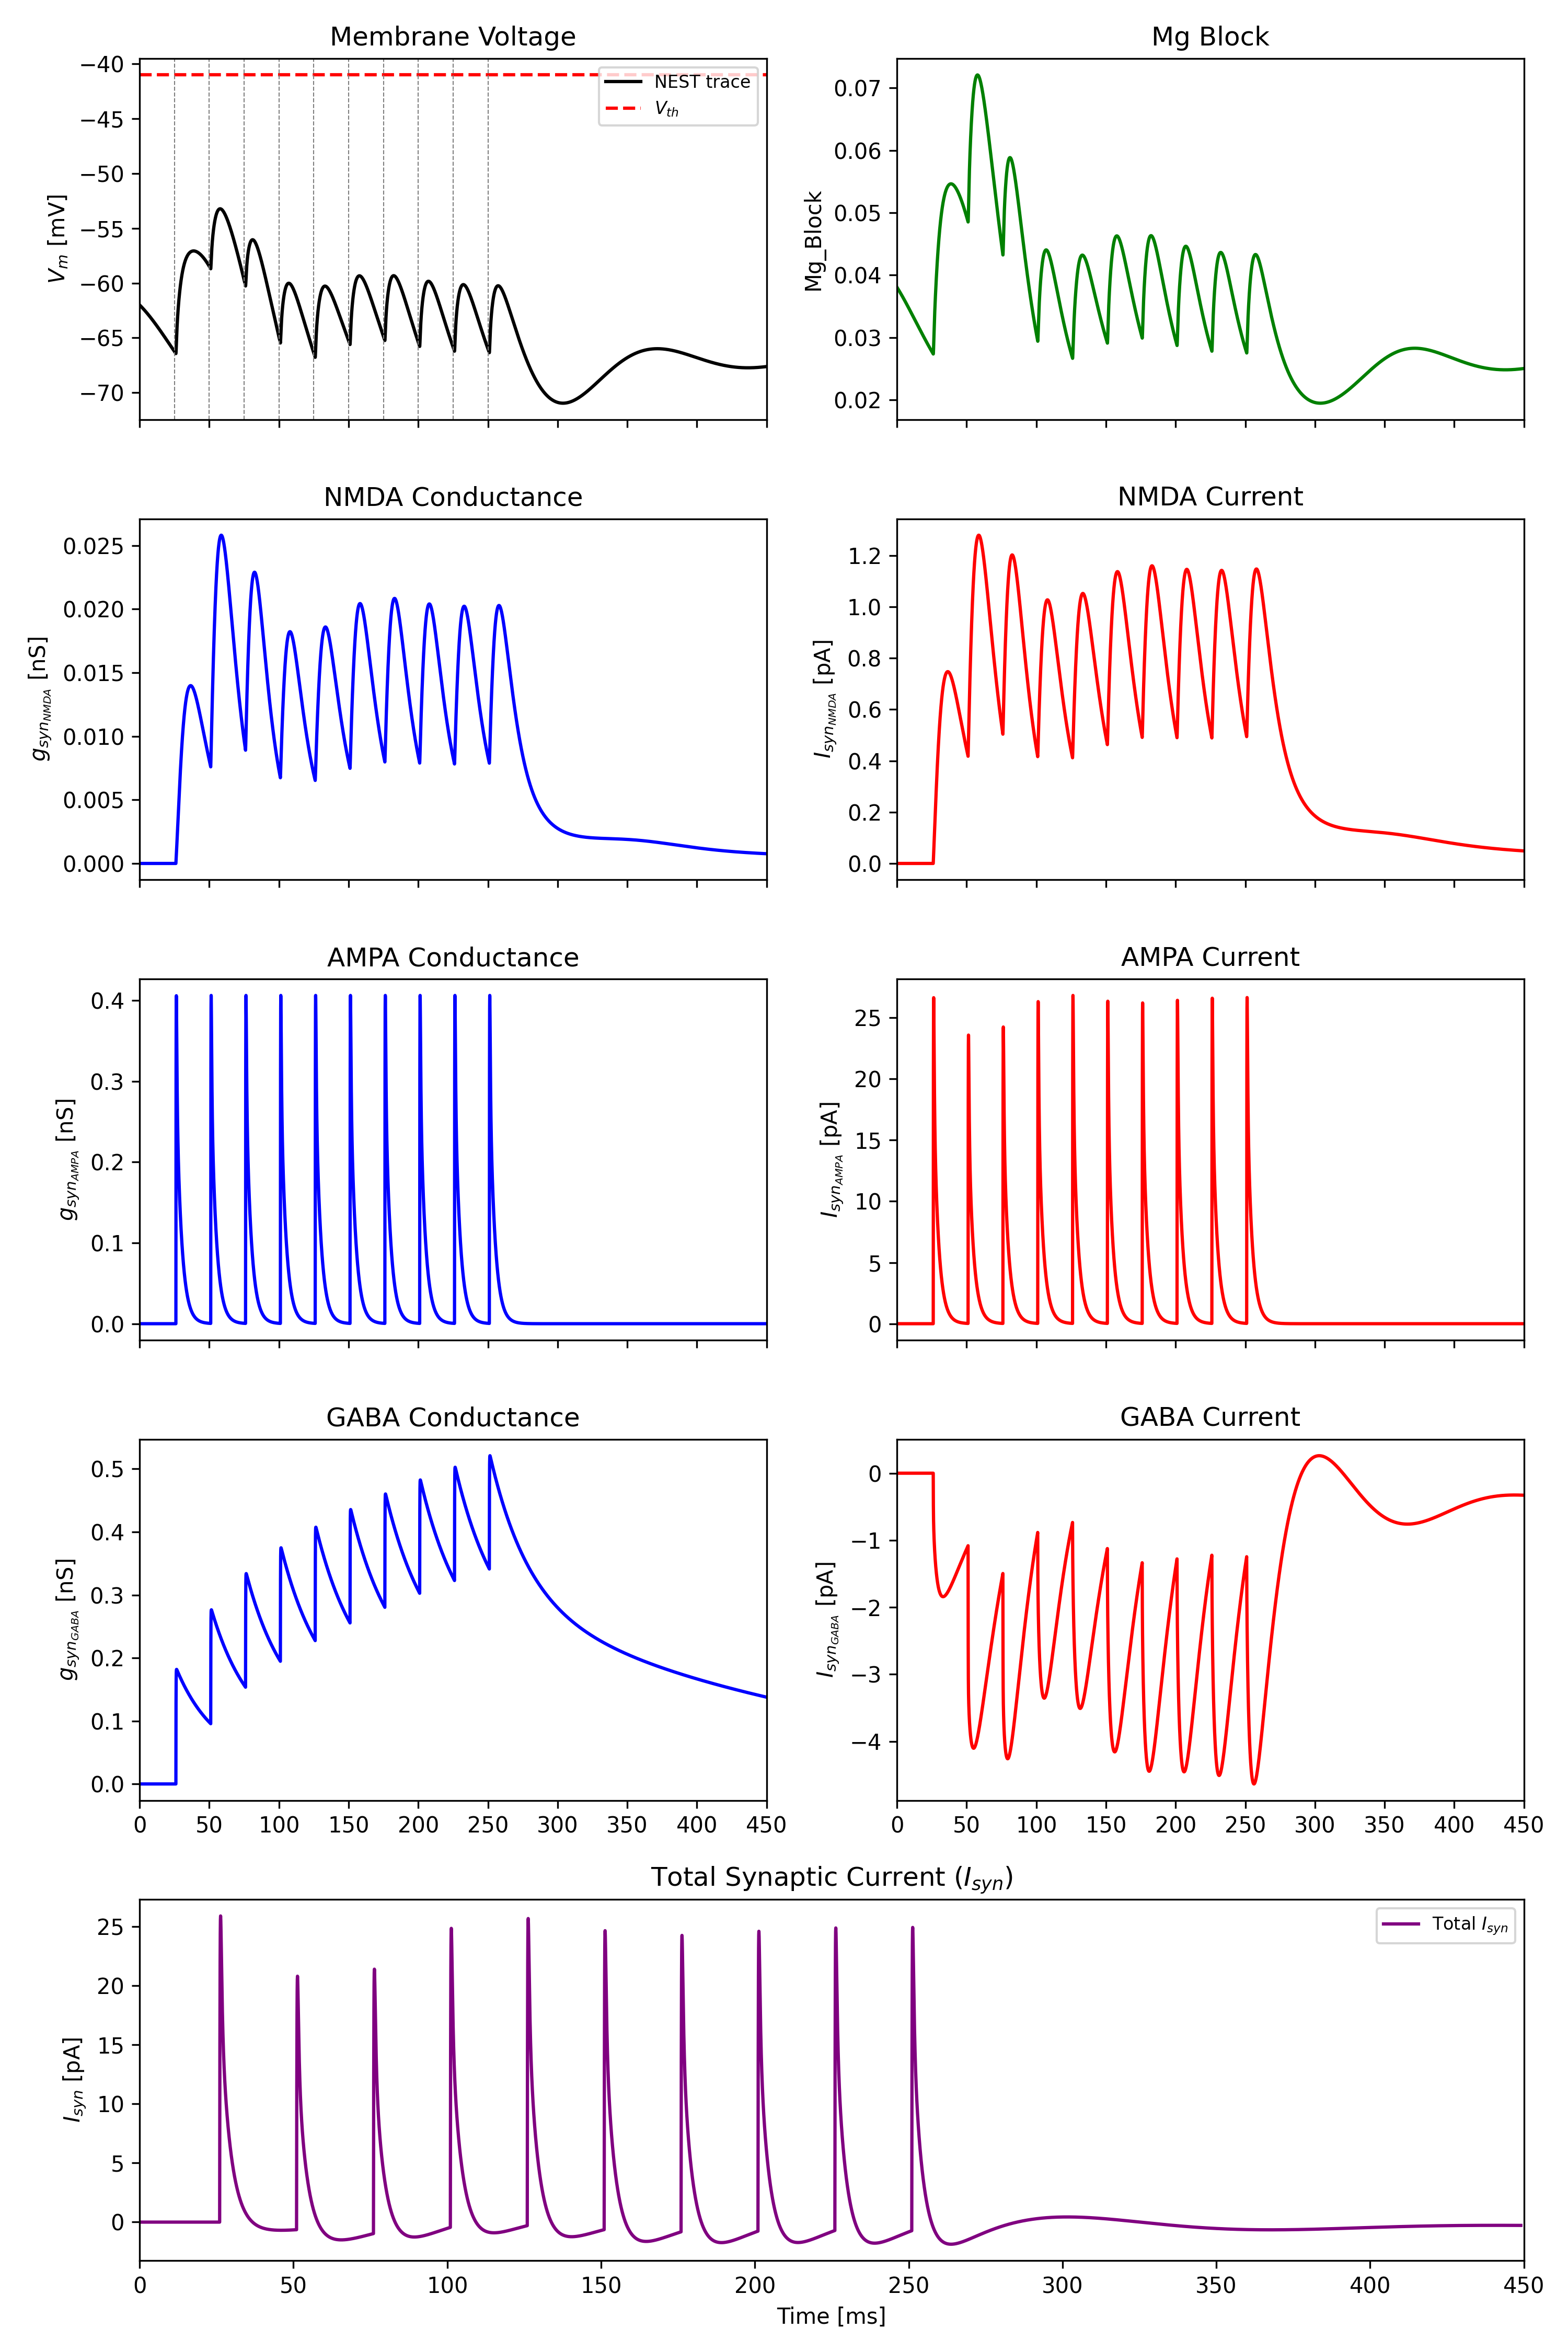 Membrane Voltage
V_m [mV]
−40
−45
−50
−55
−60
−65
−70
NEST trace
V_th
Mg Block
Mg_Block
0.07
0.06
0.05
0.04
0.03
0.02
NMDA Conductance
g_syn_NMDA [nS]
0.025
0.020
0.015
0.010
0.005
0.000
NMDA Current
I_syn_NMDA [pA]
1.2
1.0
0.8
0.6
0.4
0.2
0.0
AMPA Conductance
g_syn_AMPA [nS]
0.4
0.3
0.2
0.1
0.0
AMPA Current
I_syn_AMPA [pA]
25
20
15
10
5
0
GABA Conductance
g_syn_GABA [nS]
0.5
0.4
0.3
0.2
0.1
0.0
0 50 100 150 200 250 300 350 400 450
GABA Current
I_syn_GABA [pA]
0
−1
−2
−3
−4
0 50 100 150 200 250 300 350 400 450
Total Synaptic Current (I_syn)
I_syn [pA]
25
20
15
10
5
0
Total I_syn
0 50 100 150 200 250 300 350 400 450
Time [ms]